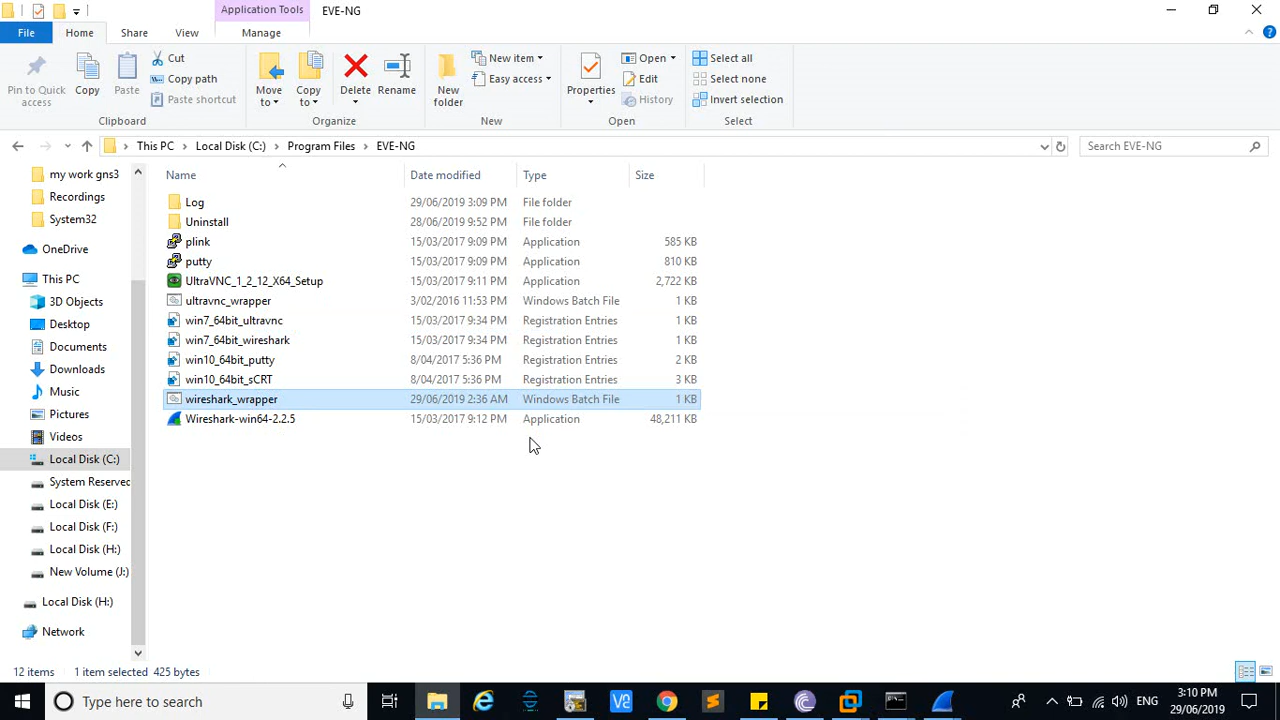 Application Tools
EVE-NG
File
Home
Share
View
Manage
Pin to Quick access
Copy
Paste
Cut
Copy path
Paste shortcut
Clipboard
Move to
Copy to
Delete
Rename
Organize
New folder
New item
Easy access
New
Properties
Open
Edit
History
Open
Select all
Select none
Invert selection
Select
This PC
Local Disk (C:)
Program Files
EVE-NG
Search EVE-NG
my work gns3
Recordings
System32
OneDrive
This PC
3D Objects
Desktop
Documents
Downloads
Music
Pictures
Videos
Local Disk (C:)
System Reserved
Local Disk (E:)
Local Disk (F:)
Local Disk (H:)
New Volume (J:)
Local Disk (H:)
Network
Name Date modified Type Size
Log 29/06/2019 3:09 PM File folder
Uninstall 28/06/2019 9:52 PM File folder
plink 15/03/2017 9:09 PM Application 585 KB
putty 15/03/2017 9:09 PM Application 810 KB
UltraVNC_1_2_12_X64_Setup 15/03/2017 9:11 PM Application 2,722 KB
ultravnc_wrapper 3/02/2016 11:53 PM Windows Batch File 1 KB
win7_64bit_ultravnc 15/03/2017 9:34 PM Registration Entries 1 KB
win7_64bit_wireshark 15/03/2017 9:34 PM Registration Entries 1 KB
win10_64bit_putty 8/04/2017 5:36 PM Registration Entries 2 KB
win10_64bit_sCRT 8/04/2017 5:36 PM Registration Entries 3 KB
wireshark_wrapper 29/06/2019 2:36 AM Windows Batch File 1 KB
Wireshark-win64-2.2.5 15/03/2017 9:12 PM Application 48,211 KB
12 items
1 item selected 425 bytes
Type here to search
ENG
3:10 PM
29/06/2019